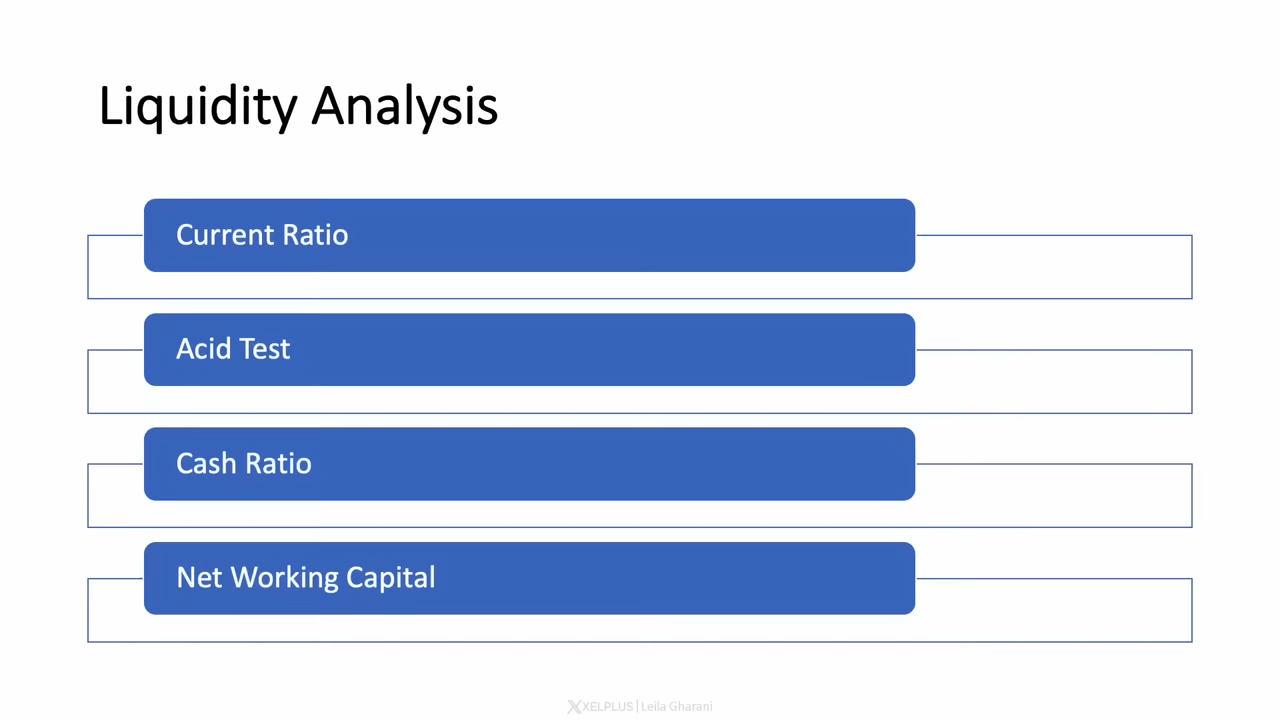 Liquidity Analysis
Current Ratio
Acid Test
Cash Ratio
Net Working Capital
XELPLUS | Leila Gharani